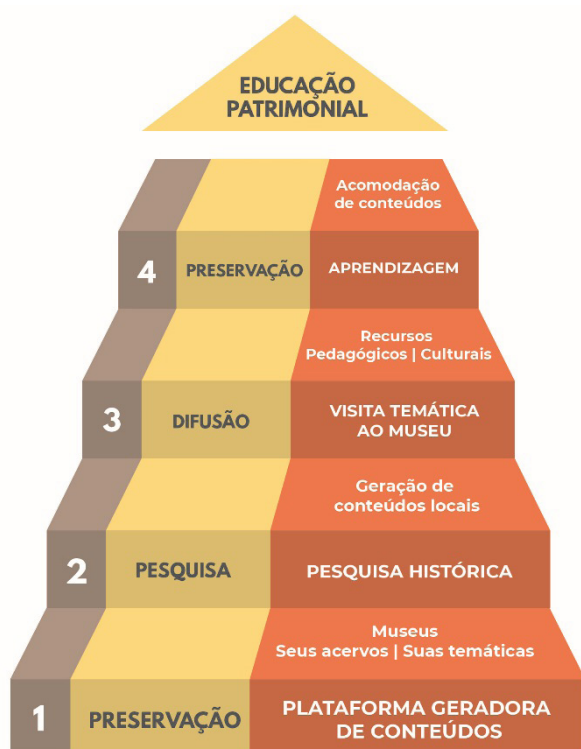 EDUCAÇÃO
PATRIMONIAL
Acomodação
de conteúdos
4
PRESERVAÇÃO
APRENDIZAGEM
Recursos
Pedagógicos | Culturais
3
DIFUSÃO
VISITA TEMÁTICA
AO MUSEU
Geração de
conteúdos locais
2
PESQUISA
PESQUISA HISTÓRICA
Museus
Seus acervos | Suas temáticas
1
PRESERVAÇÃO
PLATAFORMA GERADORA
DE CONTEÚDOS